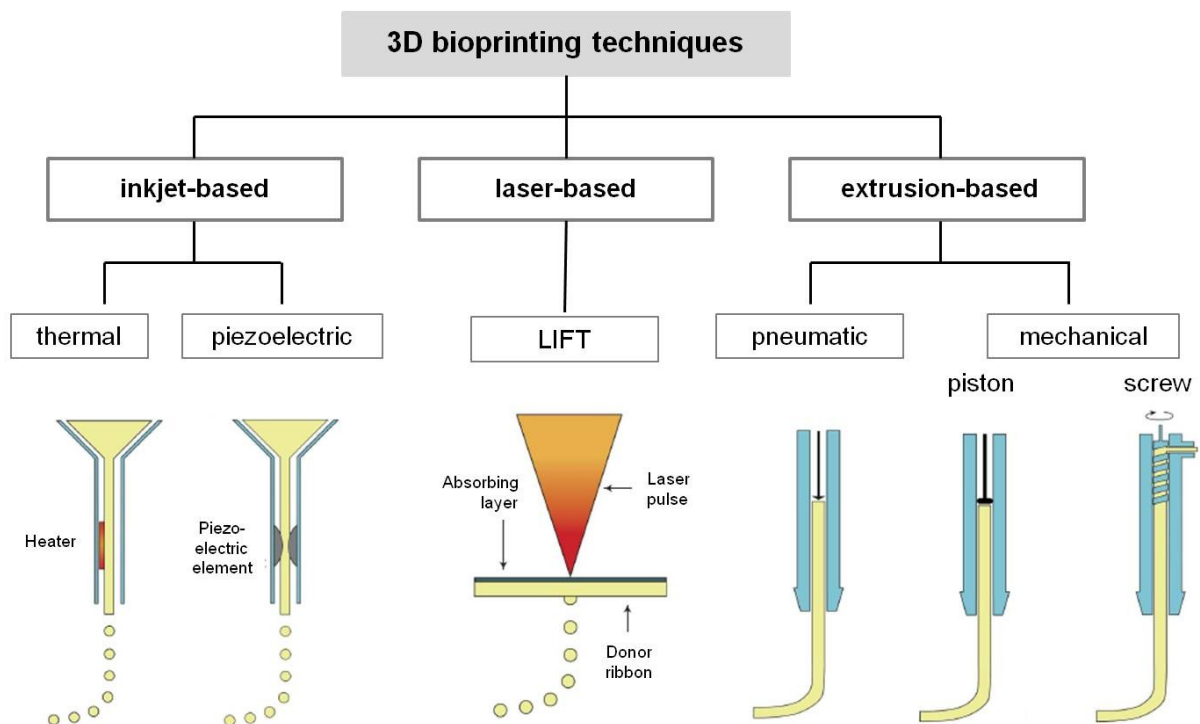 3D bioprinting techniques
inkjet-based
laser-based
extrusion-based
thermal
piezoelectric
LIFT
pneumatic
mechanical
piston
screw
Heater
Piezo-
electric
element
Absorbing
layer
Laser
pulse
Donor
ribbon